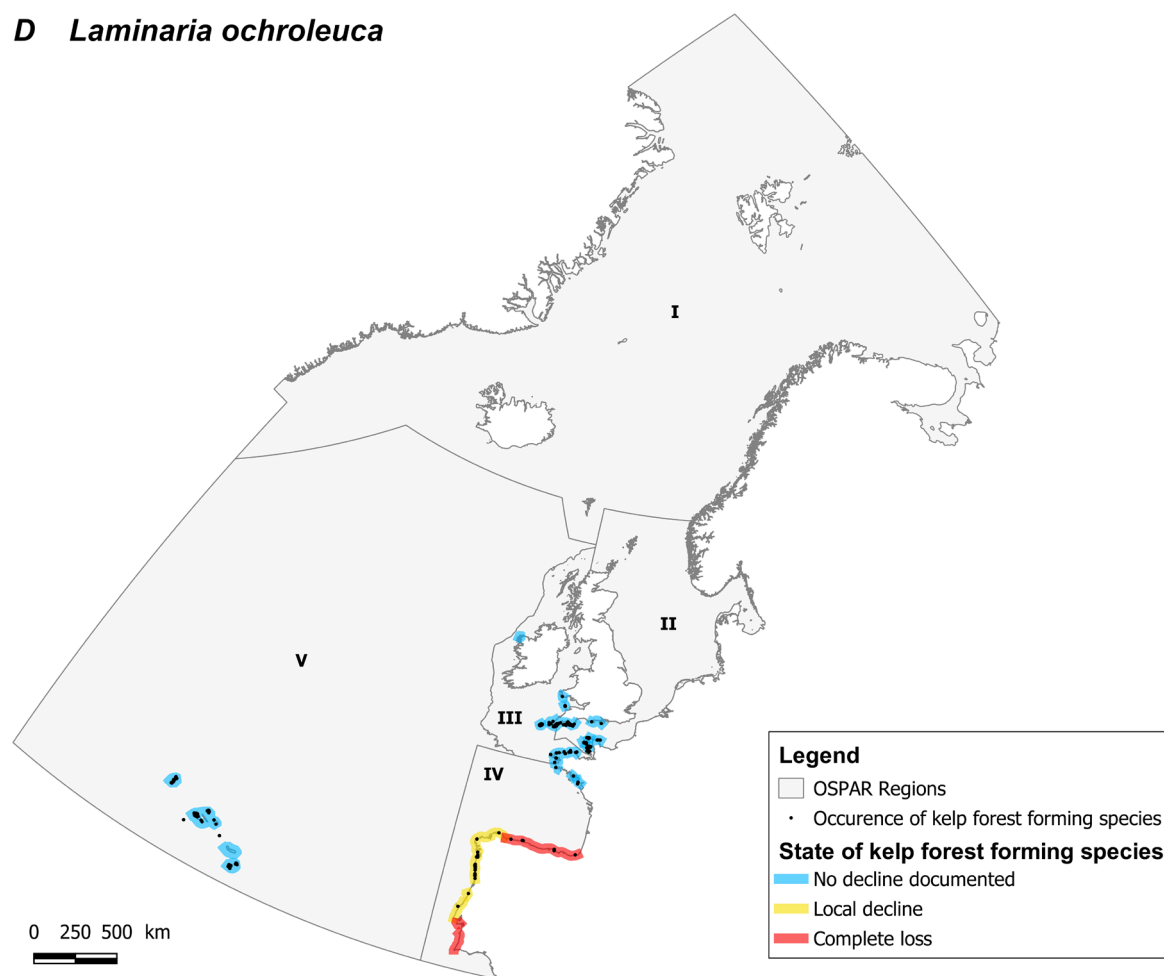 D Laminaria ochroleuca
I
II
V
III
IV
Legend
OSPAR Regions
Occurence of kelp forest forming species
State of kelp forest forming species
No decline documented
Local decline
Complete loss
0 250 500 km